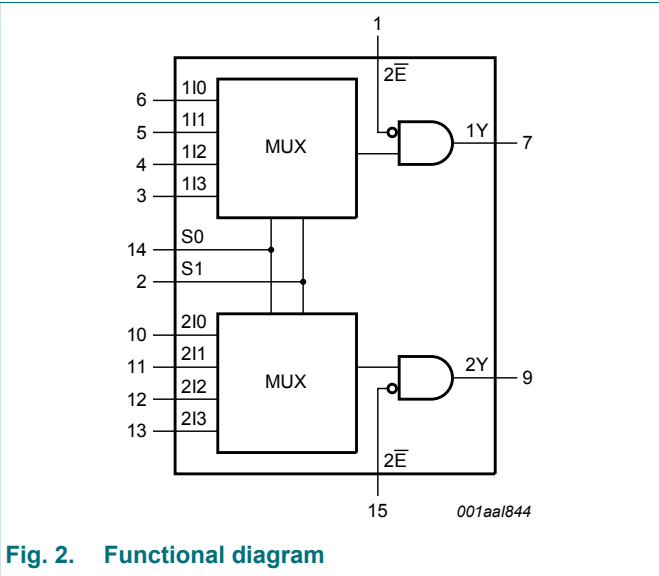 1
2E̅
6 1I0
5 1I1
4 1I2
3 1I3
MUX
1Y 7
14 S0
2 S1
10 2I0
11 2I1
12 2I2
13 2I3
MUX
2Y 9
2E̅
15
001aal844
Fig. 2. Functional diagram